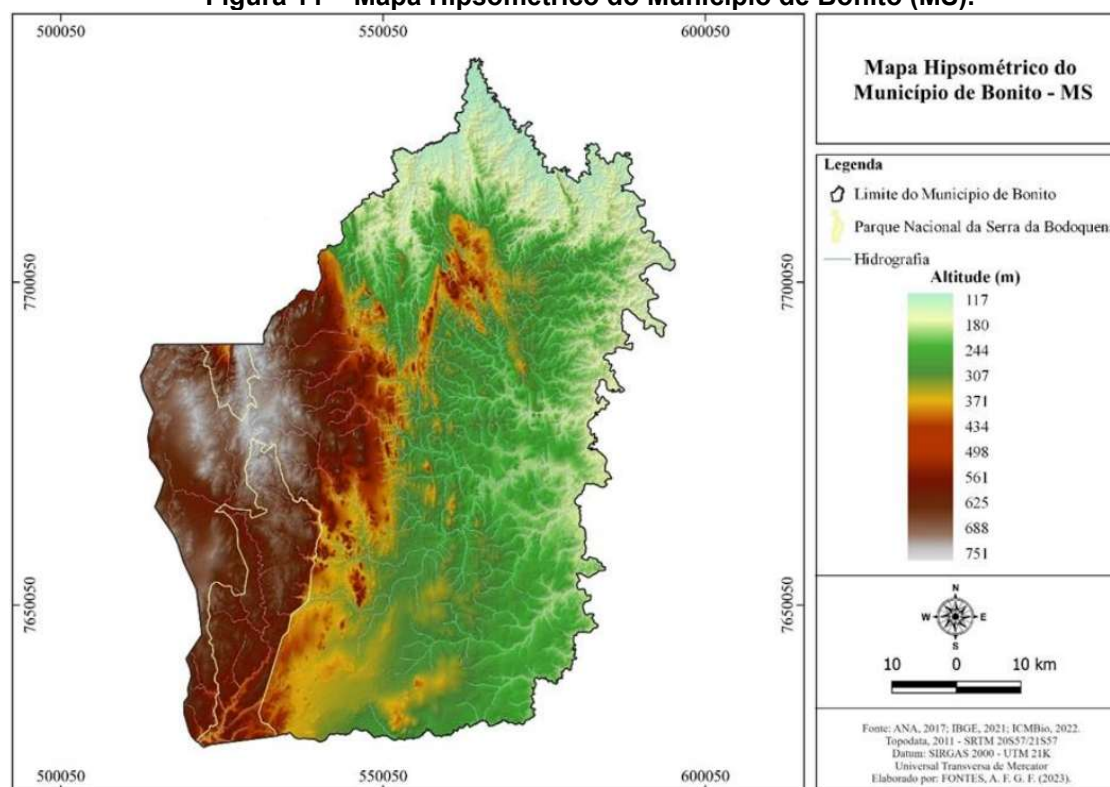 Figura 11 – Mapa Hipsométrico do Município de Bonito (MS).
500050
550050
600050
7700050
7700050
7650050
7650050
500050
550050
600050
Mapa Hipsométrico do
Município de Bonito - MS
Legenda
Limite do Município de Bonito
Parque Nacional da Serra da Bodoquen
Hidrografia
Altitude (m)
117
180
244
307
371
434
498
561
625
688
751
N
W
E
S
10 0 10 km
Fonte: ANA, 2017; IBGE, 2021; ICMBio, 2022.
Topodata, 2011 - SRTM 20S57/21S57
Datum: SIRGAS 2000 - UTM 21K
Universal Transversa de Mercator
Elaborado por: FONTES, A. F. G. F. (2023).